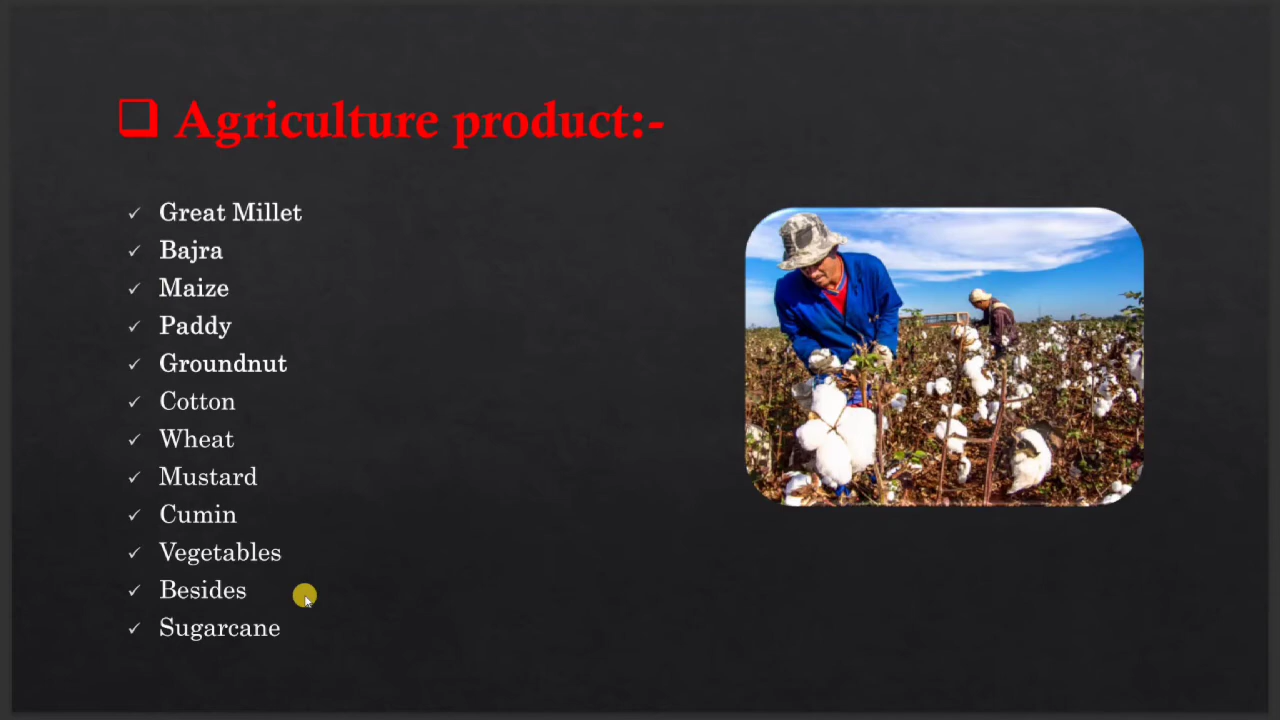 Agriculture product:-
Great Millet
Bajra
Maize
Paddy
Groundnut
Cotton
Wheat
Mustard
Cumin
Vegetables
Besides
Sugarcane